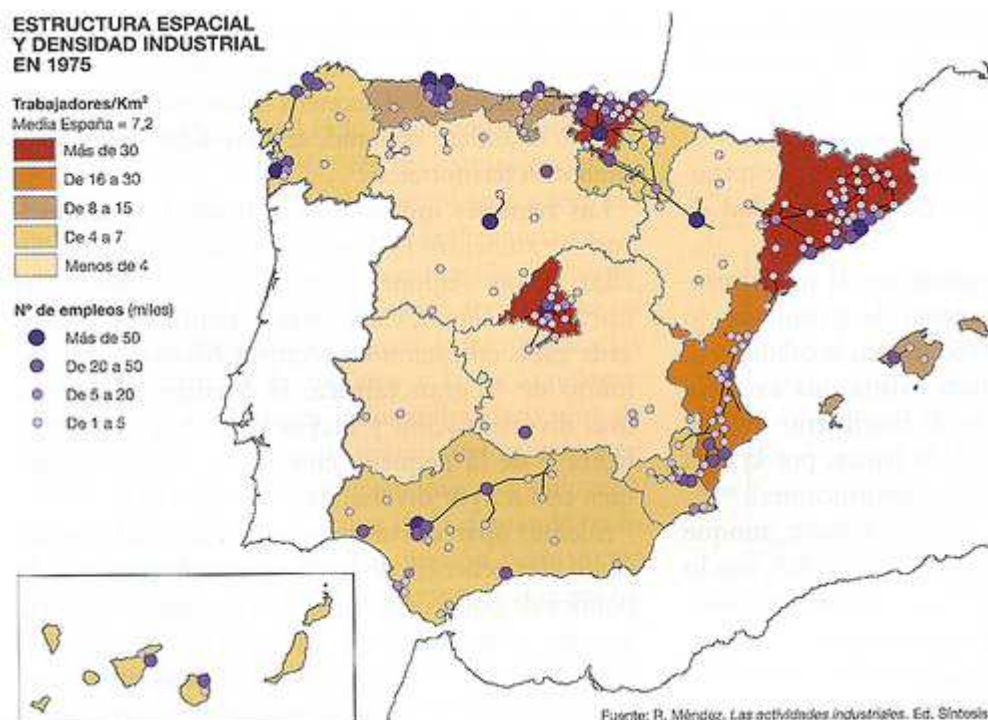 ESTRUCTURA ESPACIAL
Y DENSIDAD INDUSTRIAL
EN 1975
Trabajadores/Km²
Media España = 7,2
Más de 30
De 16 a 30
De 8 a 15
De 4 a 7
Menos de 4
Nº de empleos (miles)
Más de 50
De 20 a 50
De 5 a 20
De 1 a 5
Fuente: R. Méndez, Las actividades industriales. Ed. Síntesis